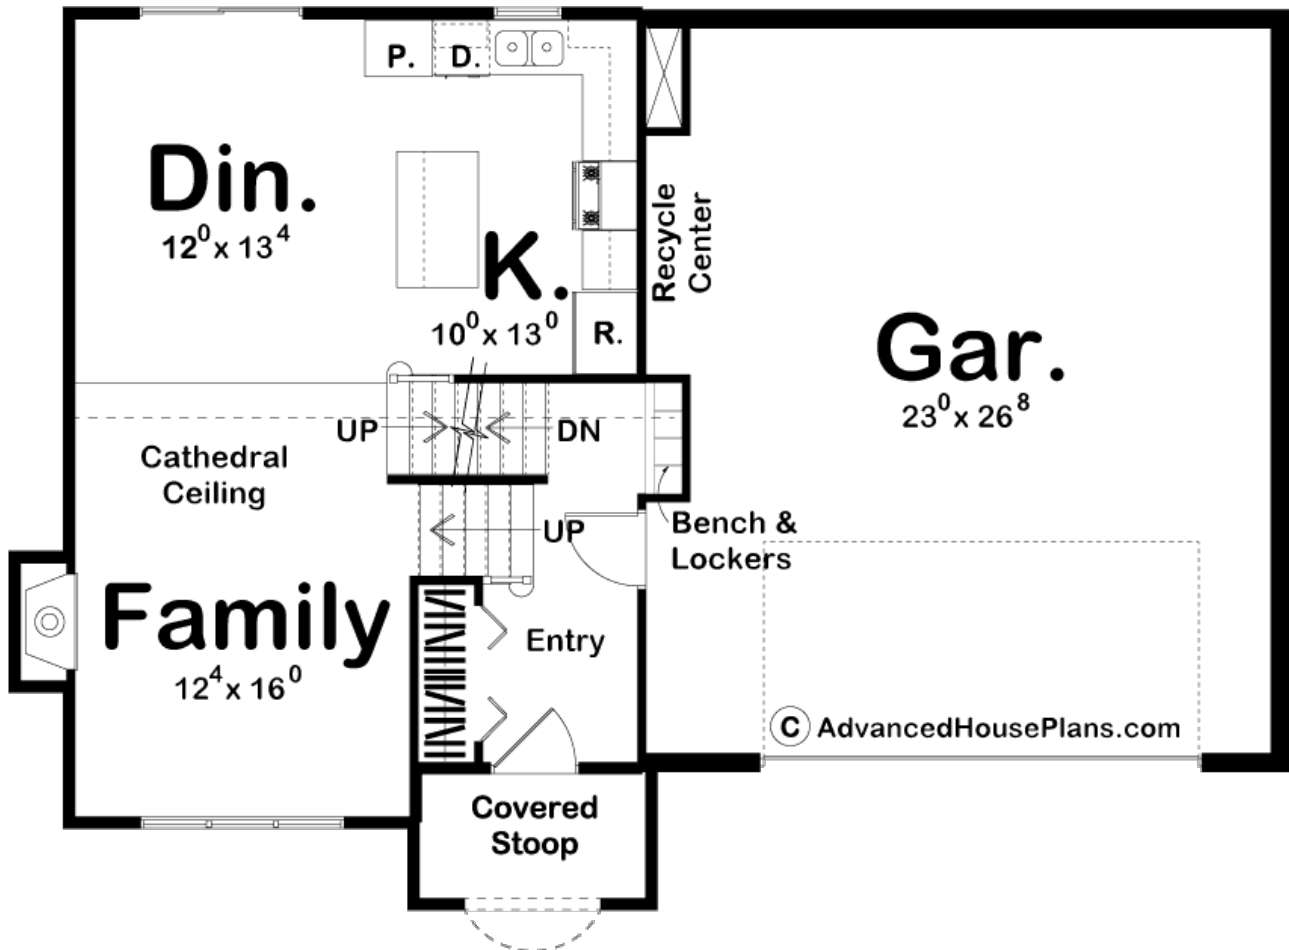 P.
D.
Din.
12⁰ x 13⁴
K.
10⁰ x 13⁰
R.
Recycle
Center
Gar.
23⁰ x 26⁸
UP
DN
Cathedral
Ceiling
UP
Bench &
Lockers
Family
12⁴ x 16⁰
Entry
C AdvancedHousePlans.com
Covered
Stoop